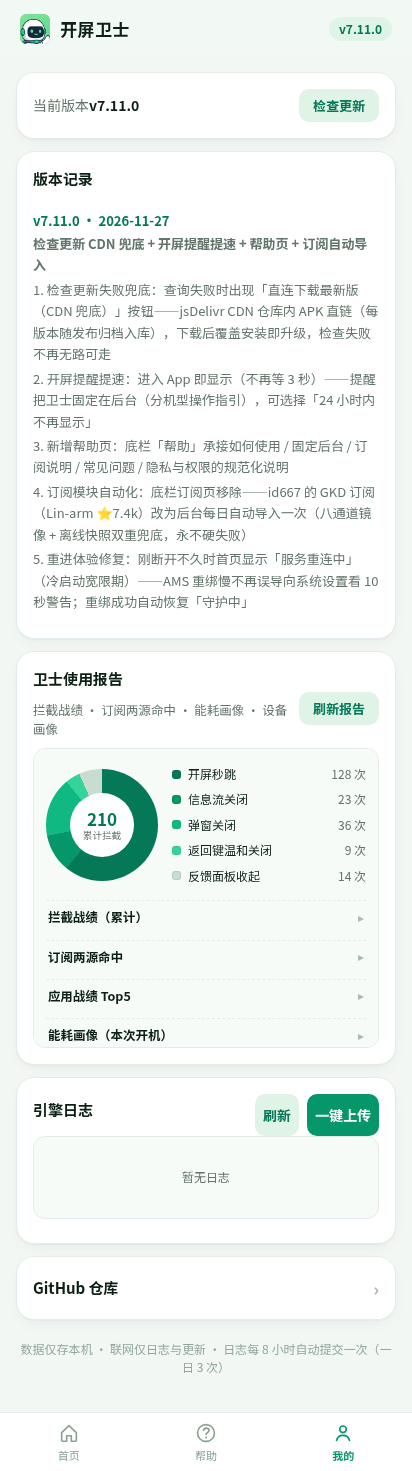 开屏卫士
v7.11.0
当前版本v7.11.0
检查更新
版本记录
v7.11.0 · 2026-11-27
检查更新 CDN 兜底 + 开屏提醒提速 + 帮助页 + 订阅自动导
入
1. 检查更新失败兜底：查询失败时出现「直连下载最新版
（CDN 兜底）」按钮——jsDelivr CDN 仓库内 APK 直链（每
版本随发布归档入库），下载后覆盖安装即升级，检查失败
不再无路可走
2. 开屏提醒提速：进入 App 即显示（不再等 3 秒）——提醒
把卫士固定在后台（分机型操作指引），可选择「24 小时内
不再显示」
3. 新增帮助页：底栏「帮助」承接如何使用 / 固定后台 / 订
阅说明 / 常见问题 / 隐私与权限的规范化说明
4. 订阅模块自动化：底栏订阅页移除——id667 的 GKD 订阅
（Lin-arm ⭐7.4k）改为后台每日自动导入一次（八通道镜
像 + 离线快照双重兜底，永不硬失败）
5. 重进体验修复：刚断开不久时首页显示「服务重连中」
（冷启动宽限期）——AMS 重绑慢不再误导向系统设置看 10
秒警告；重绑成功自动恢复「守护中」
卫士使用报告
拦截战绩 · 订阅两源命中 · 能耗画像 · 设备
画像
刷新报告
210
累计拦截
开屏秒跳 128 次
信息流关闭 23 次
弹窗关闭 36 次
返回键温和关闭 9 次
反馈面板收起 14 次
拦截战绩（累计） ▸
订阅两源命中 ▸
应用战绩 Top5 ▸
能耗画像（本次开机） ▸
引擎日志
刷新
一键上传
暂无日志
GitHub 仓库 ›
数据仅存本机 · 联网仅日志与更新 · 日志每 8 小时自动提交一次（一
日 3 次）
首页
帮助
我的